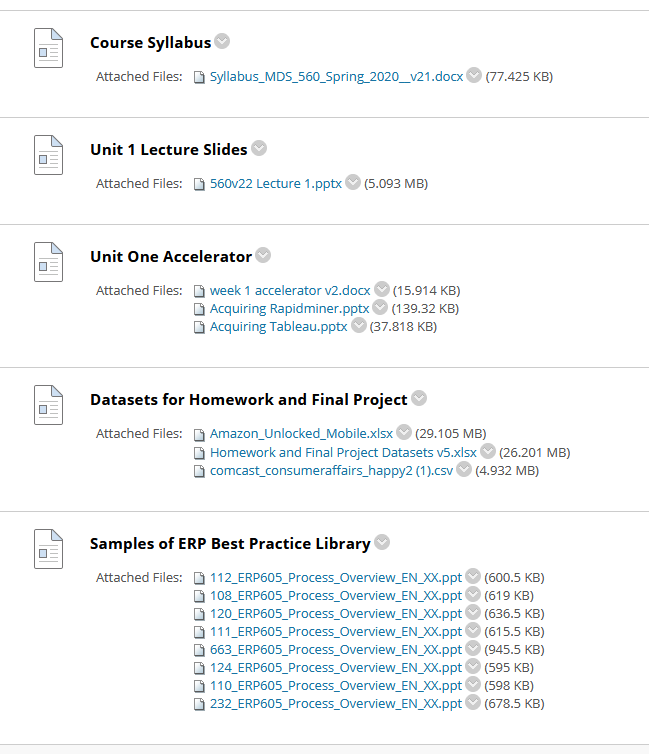 Course Syllabus
Attached Files: Syllabus_MDS_560_Spring_2020__v21.docx (77.425 KB)
Unit 1 Lecture Slides
Attached Files: 560v22 Lecture 1.pptx (5.093 MB)
Unit One Accelerator
Attached Files: week 1 accelerator v2.docx (15.914 KB)
Acquiring Rapidminer.pptx (139.32 KB)
Acquiring Tableau.pptx (37.818 KB)
Datasets for Homework and Final Project
Attached Files: Amazon_Unlocked_Mobile.xlsx (29.105 MB)
Homework and Final Project Datasets v5.xlsx (26.201 MB)
comcast_consumeraffairs_happy2 (1).csv (4.932 MB)
Samples of ERP Best Practice Library
Attached Files: 112_ERP605_Process_Overview_EN_XX.ppt (600.5 KB)
108_ERP605_Process_Overview_EN_XX.ppt (619 KB)
120_ERP605_Process_Overview_EN_XX.ppt (636.5 KB)
111_ERP605_Process_Overview_EN_XX.ppt (615.5 KB)
663_ERP605_Process_Overview_EN_XX.ppt (945.5 KB)
124_ERP605_Process_Overview_EN_XX.ppt (595 KB)
110_ERP605_Process_Overview_EN_XX.ppt (598 KB)
232_ERP605_Process_Overview_EN_XX.ppt (678.5 KB)